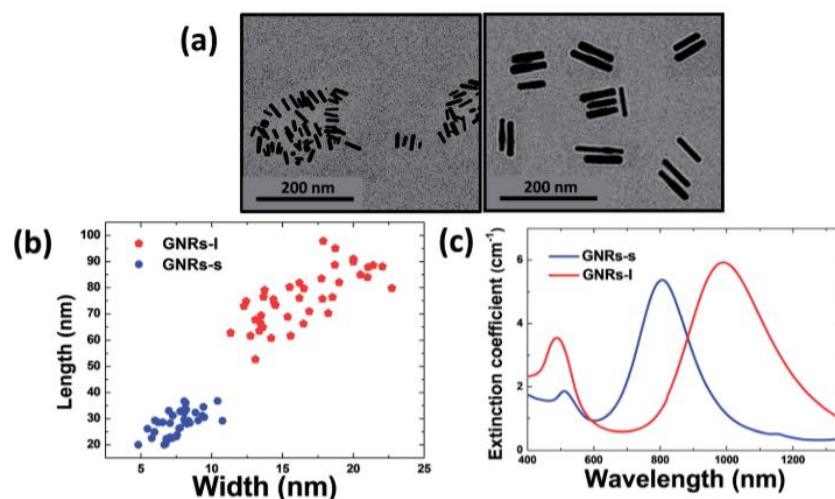 (a)
200 nm
200 nm
(b)
GNRs-l
GNRs-s
Length (nm)
100
90
80
70
60
50
40
30
20
5
10
15
20
25
Width (nm)
(c)
GNRs-s
GNRs-l
Extinction coefficient (cm⁻¹)
6
4
2
0
400
600
800
1000
1200
Wavelength (nm)